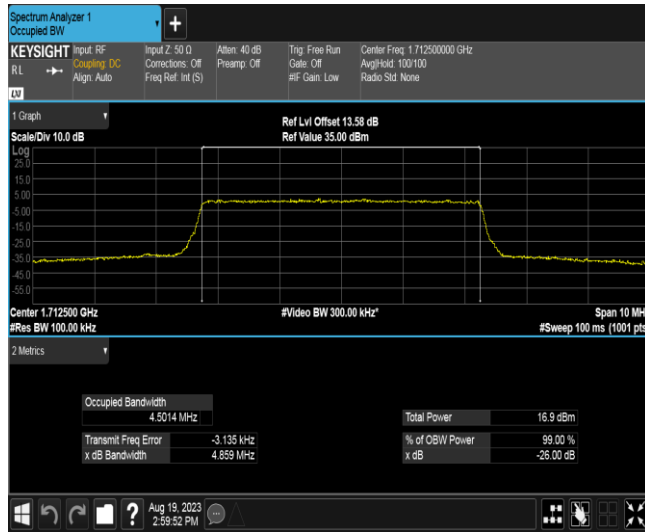 Spectrum Analyzer 1
Occupied BW
+
KEYSIGHT Input: RF Input Z: 50 Ω Atten: 40 dB Trig: Free Run Center Freq: 1.712500000 GHz
RL Coupling: DC Corrections: Off Preamp: Off Gate: Off Avg|Hold: 100/100
Align: Auto Freq Ref: Int (S) #IF Gain: Low Radio Std: None
LXI
1 Graph Ref Lvl Offset 13.58 dB
Scale/Div 10.0 dB Ref Value 35.00 dBm
Log
25.0
15.0
5.00
-5.00
-15.0
-25.0
-35.0
-45.0
-55.0
Center 1.712500 GHz #Video BW 300.00 kHz* Span 10 MH
#Res BW 100.00 kHz #Sweep 100 ms (1001 pts
2 Metrics
Occupied Bandwidth
4.5014 MHz Total Power 16.9 dBm
Transmit Freq Error -3.135 kHz % of OBW Power 99.00 %
x dB Bandwidth 4.859 MHz x dB -26.00 dB
? Aug 19, 2023
2:59:52 PM